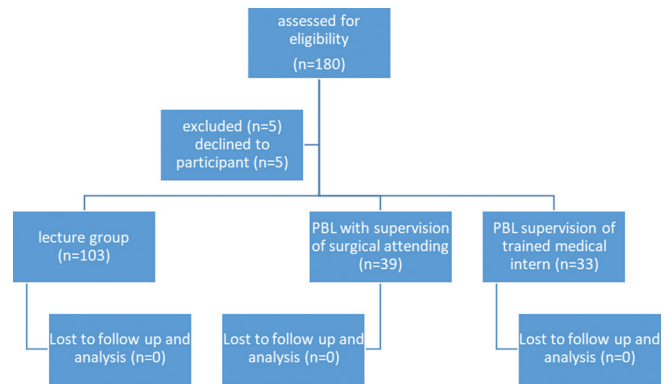 assessed for
eligibility
(n=180)
excluded (n=5)
declined to
participant (n=5)
lecture group
(n=103)
PBL with supervision
of surgical attending
(n=39)
PBL supervision of
trained medical
intern (n=33)
Lost to follow up and
analysis (n=0)
Lost to follow up and
analysis (n=0)
Lost to follow up and
analysis (n=0)